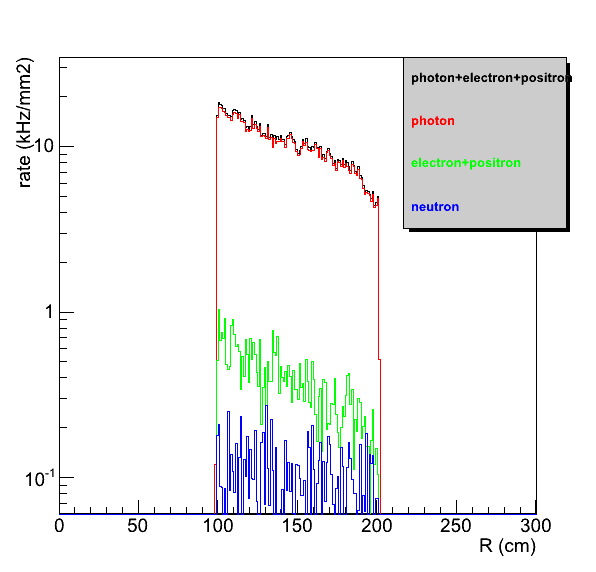 rate (kHz/mm2)
photon+electron+positron
photon
electron+positron
neutron
10
1
10-1
0
50
100
150
200
250
300
R (cm)